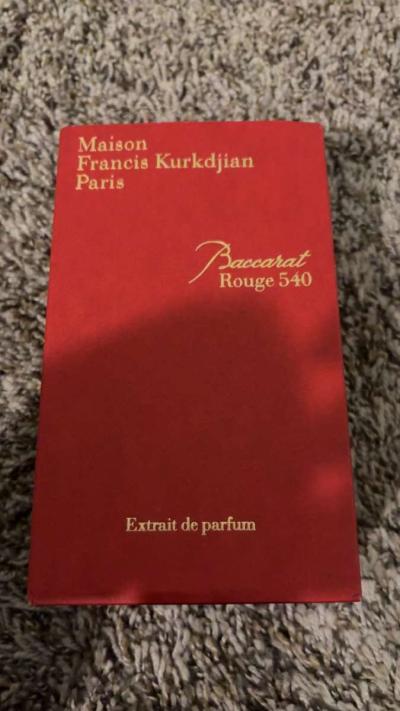 Maison
Francis Kurkdjian
Paris
Baccarat
Rouge 540
Extrait de parfum